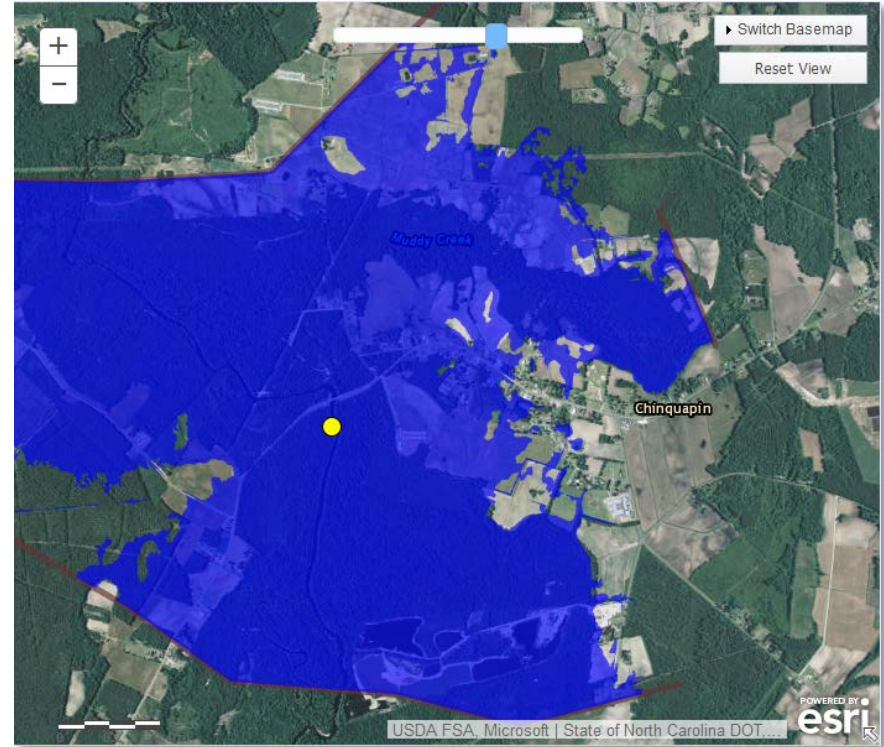 +
−
Switch Basemap
Reset View
Muddy Creek
Chinquapin
POWERED BY
esri
USDA FSA, Microsoft | State of North Carolina DOT,...